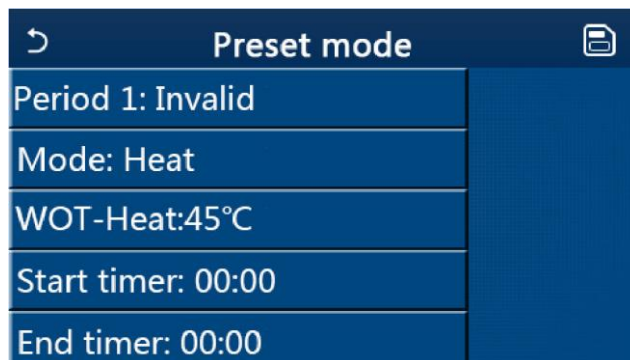 Preset mode
Period 1: Invalid
Mode: Heat
WOT-Heat:45℃
Start timer: 00:00
End timer: 00:00